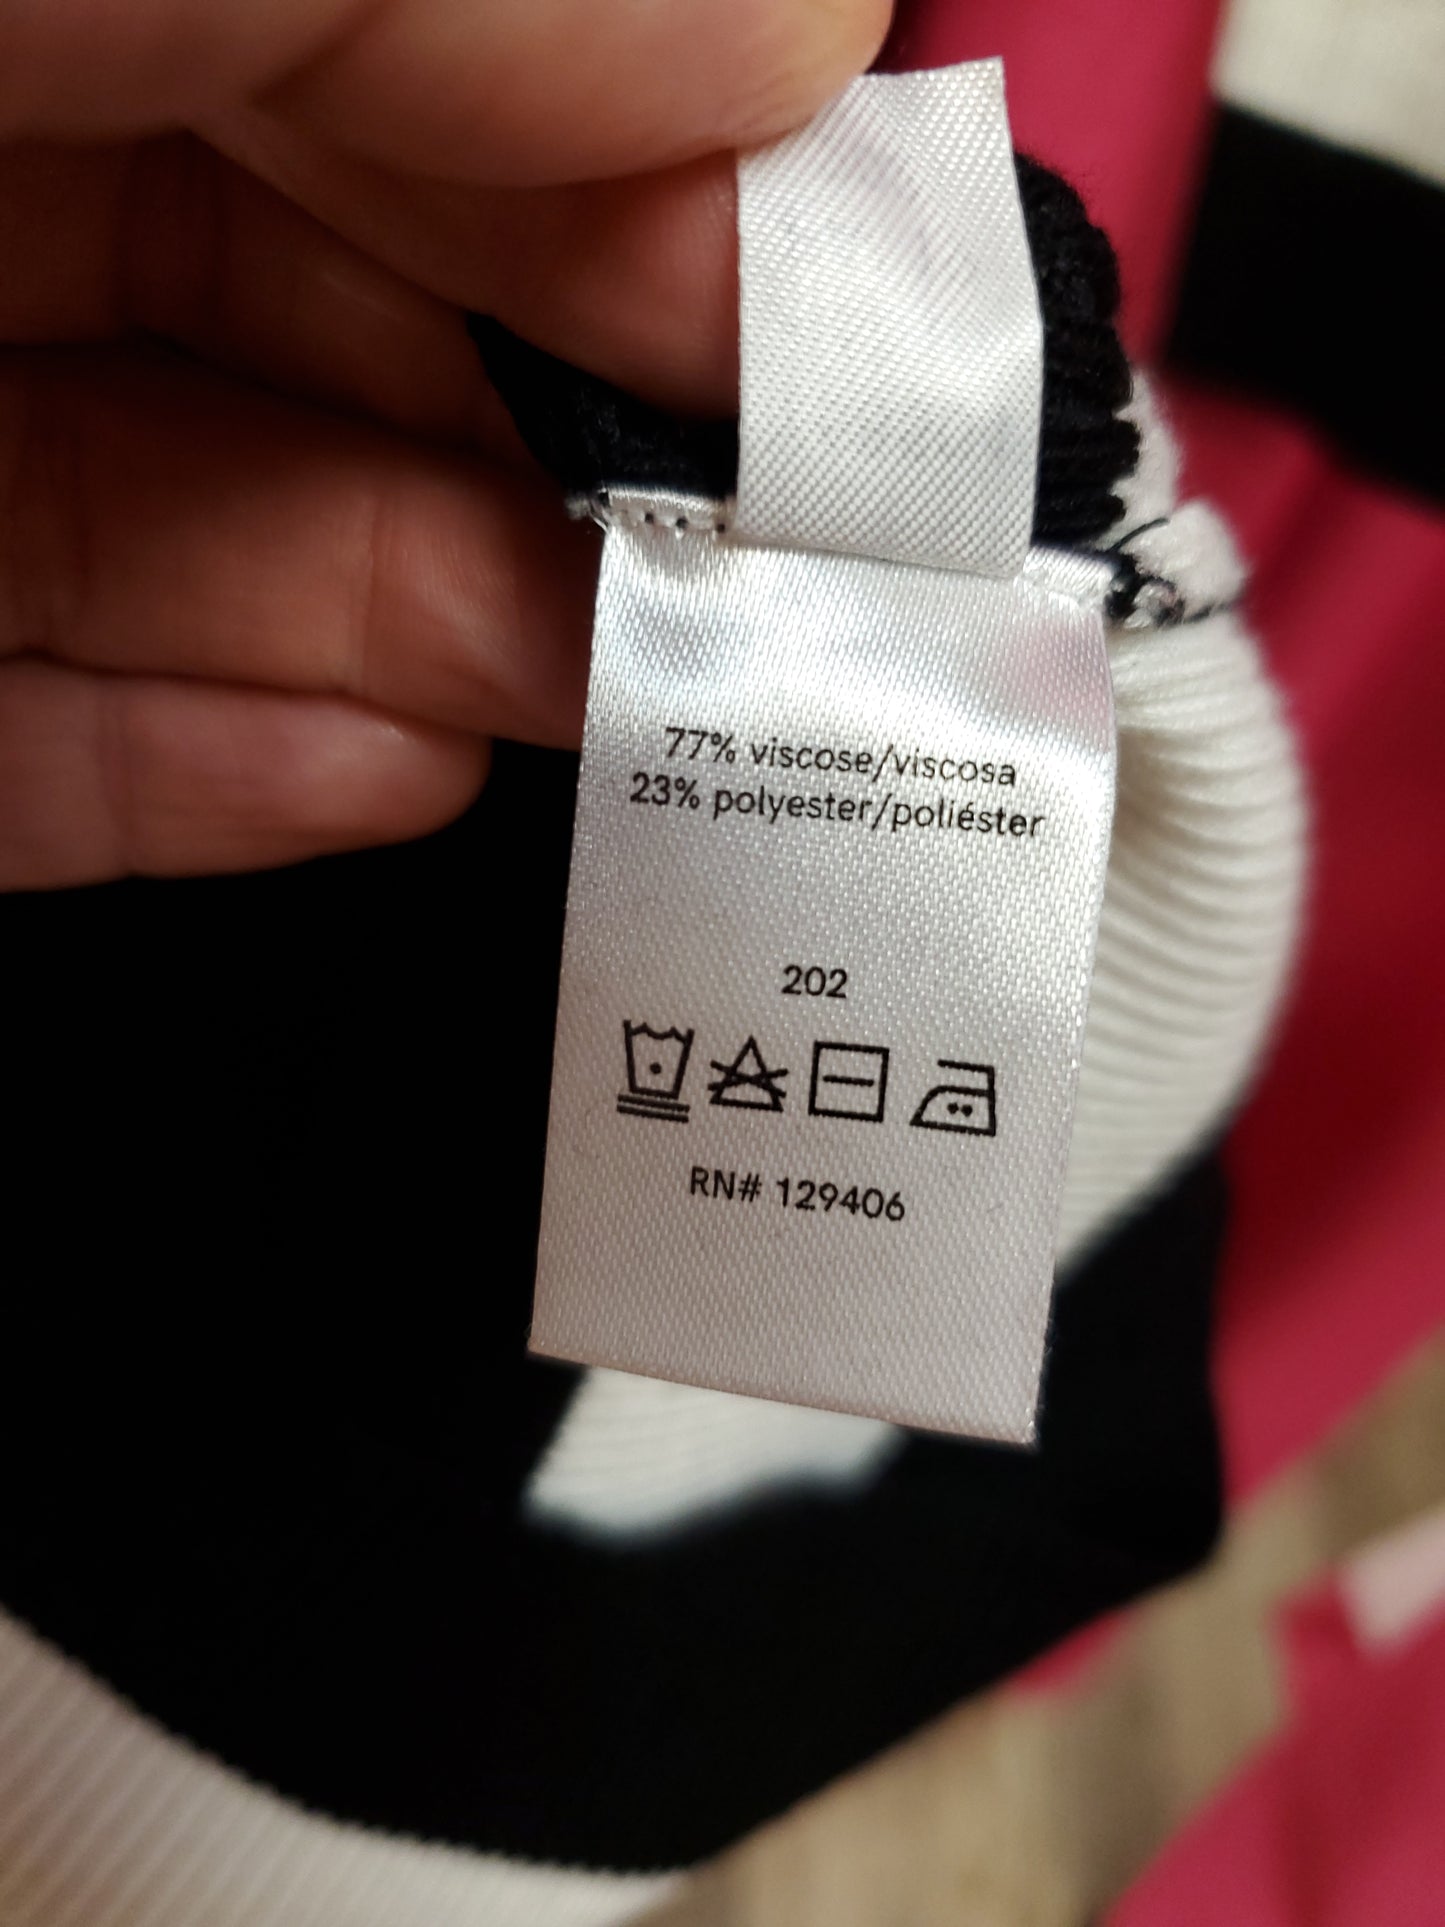 77% viscose/viscosa
23% polyester/poliéster
202
RN# 129406